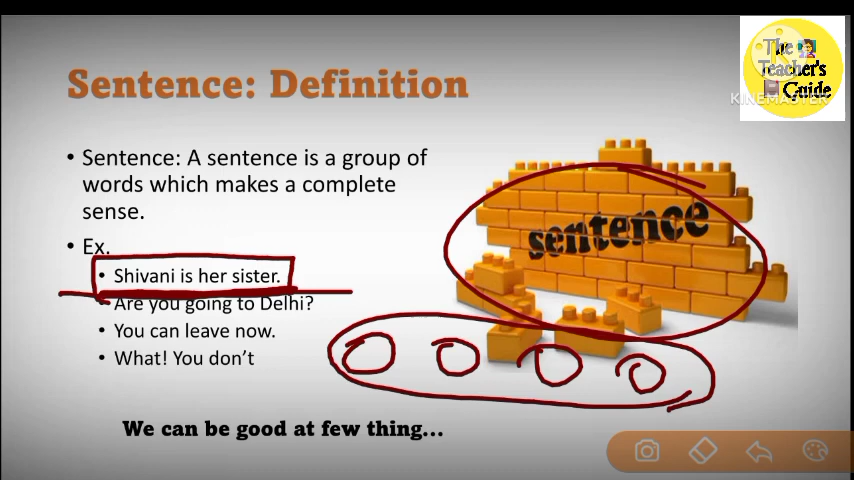 The
Teacher's
Guide
KINEMASTER
Sentence: Definition
• Sentence: A sentence is a group of
words which makes a complete
sense.
• Ex.
• Shivani is her sister.
• Are you going to Delhi?
• You can leave now.
• What! You don't
sentence
We can be good at few thing...